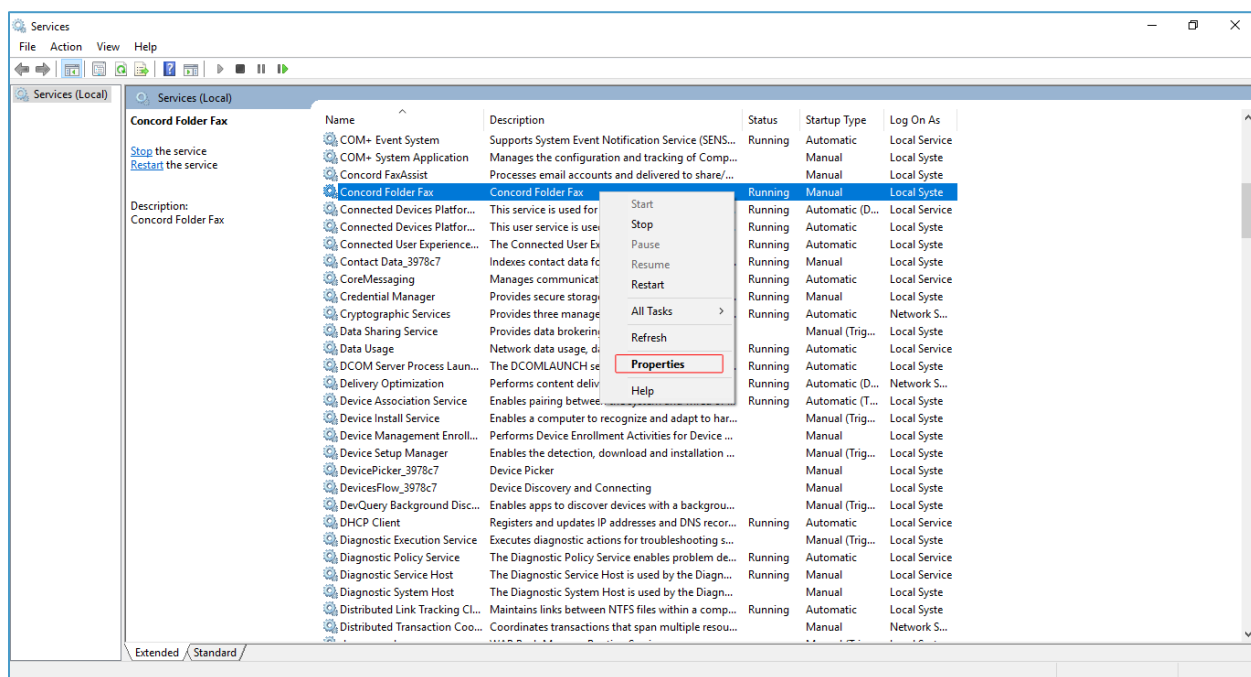 Services
File Action View Help
Services (Local)
Services (Local)
Concord Folder Fax
Stop the service
Restart the service
Description:
Concord Folder Fax
Name Description Status Startup Type Log On As
COM+ Event System Supports System Event Notification Service (SENS... Running Automatic Local Service
COM+ System Application Manages the configuration and tracking of Comp... Manual Local Syste
Concord FaxAssist Processes email accounts and delivered to share/... Manual Local Syste
Concord Folder Fax Concord Folder Fax Running Manual Local Syste
Connected Devices Platfor... This service is used for Running Automatic (D... Local Service
Connected Devices Platfor... This user service is use Running Automatic Local Syste
Connected User Experience... The Connected User Ex Running Automatic Local Syste
Contact Data_3978c7 Indexes contact data fo Running Manual Local Syste
CoreMessaging Manages communicat Running Automatic Local Service
Credential Manager Provides secure storag Running Manual Local Syste
Cryptographic Services Provides three manage Running Automatic Network S...
Data Sharing Service Provides data brokering Manual (Trig... Local Syste
Data Usage Network data usage, da Running Automatic Local Service
DCOM Server Process Laun... The DCOMLAUNCH se Running Automatic Local Syste
Delivery Optimization Performs content deliv Running Automatic (D... Network S...
Device Association Service Enables pairing betwee Running Automatic (T... Local Syste
Device Install Service Enables a computer to recognize and adapt to har... Manual (Trig... Local Syste
Device Management Enroll... Performs Device Enrollment Activities for Device ... Manual Local Syste
Device Setup Manager Enables the detection, download and installation ... Manual (Trig... Local Syste
DevicePicker_3978c7 Device Picker Manual Local Syste
DevicesFlow_3978c7 Device Discovery and Connecting Manual Local Syste
DevQuery Background Disc... Enables apps to discover devices with a backgrou... Manual (Trig... Local Syste
DHCP Client Registers and updates IP addresses and DNS recor... Running Automatic Local Service
Diagnostic Execution Service Executes diagnostic actions for troubleshooting s... Manual (Trig... Local Syste
Diagnostic Policy Service The Diagnostic Policy Service enables problem de... Running Automatic Local Service
Diagnostic Service Host The Diagnostic Service Host is used by the Diagn... Running Manual Local Service
Diagnostic System Host The Diagnostic System Host is used by the Diagn... Manual Local Syste
Distributed Link Tracking Cl... Maintains links between NTFS files within a comp... Running Automatic Local Syste
Distributed Transaction Coo... Coordinates transactions that span multiple resou... Manual Network S...
Start
Stop
Pause
Resume
Restart
All Tasks
Refresh
Properties
Help
Extended Standard